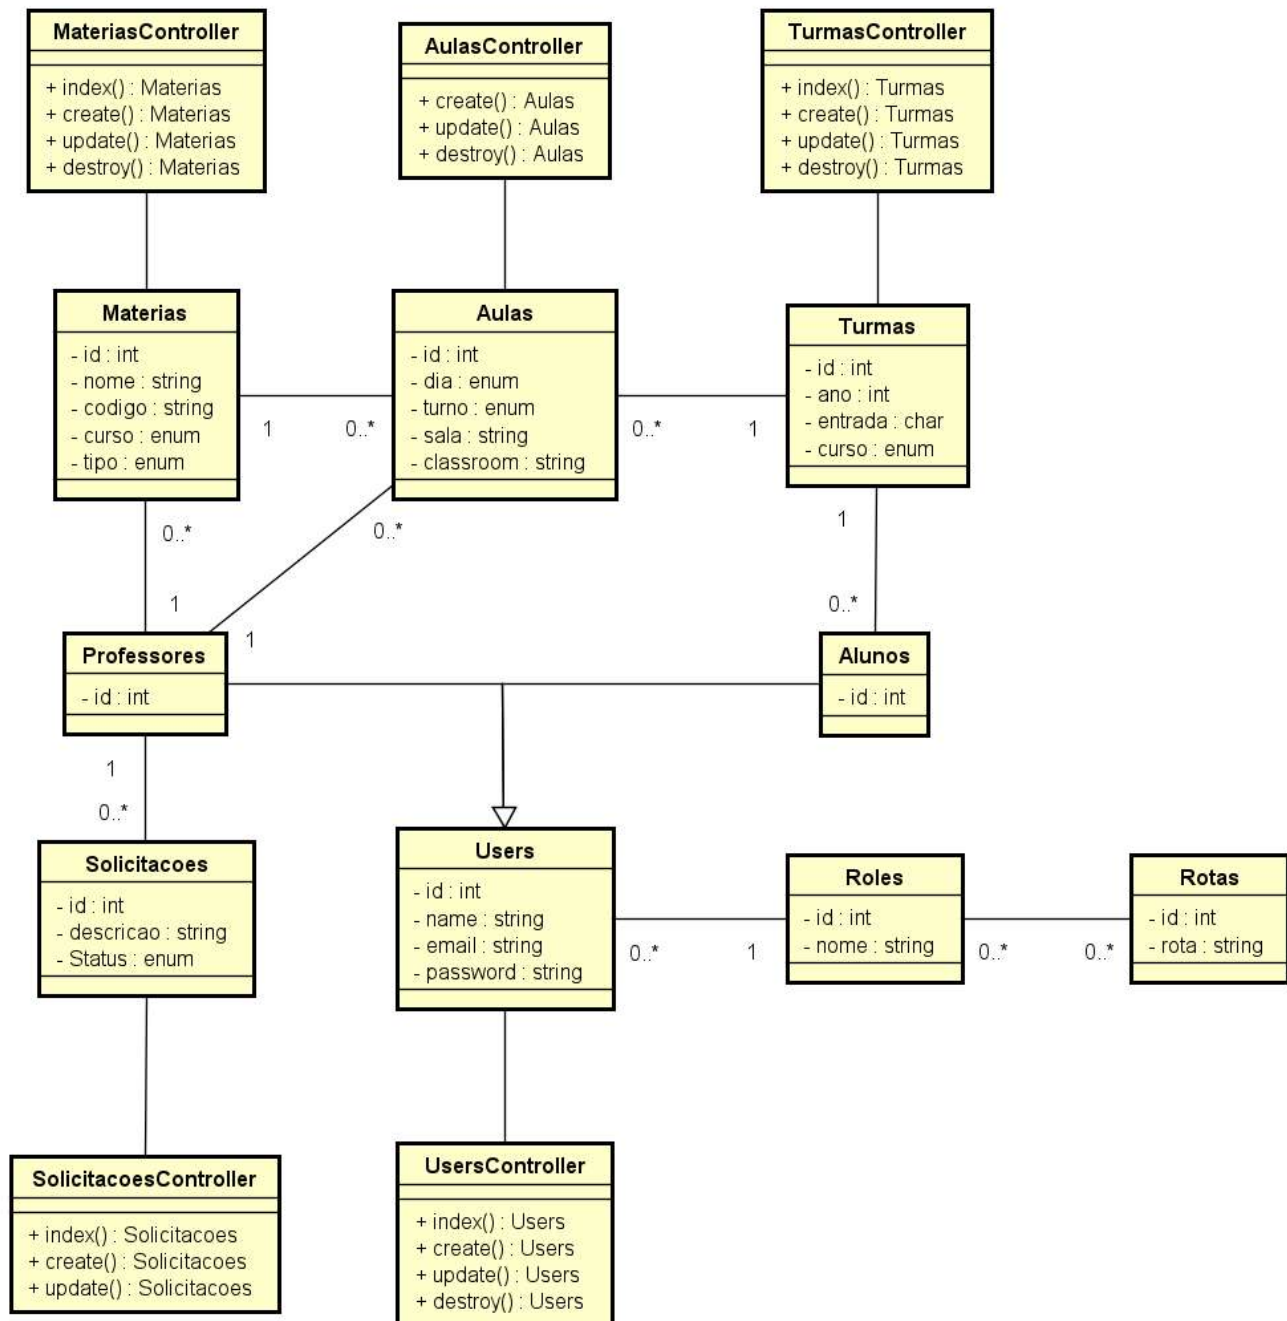 MateriasController
+ index() : Materias
+ create() : Materias
+ update() : Materias
+ destroy() : Materias
AulasController
+ create() : Aulas
+ update() : Aulas
+ destroy() : Aulas
TurmasController
+ index() : Turmas
+ create() : Turmas
+ update() : Turmas
+ destroy() : Turmas
Materias
- id : int
- nome : string
- codigo : string
- curso : enum
- tipo : enum
1
0..*
Aulas
- id : int
- dia : enum
- turno : enum
- sala : string
- classroom : string
0..*
1
Turmas
- id : int
- ano : int
- entrada : char
- curso : enum
0..*
0..*
1
1
1
0..*
Professores
- id : int
Alunos
- id : int
1
0..*
Solicitacoes
- id : int
- descricao : string
- Status : enum
Users
- id : int
- name : string
- email : string
- password : string
0..*
1
Roles
- id : int
- nome : string
0..*
0..*
Rotas
- id : int
- rota : string
SolicitacoesController
+ index() : Solicitacoes
+ create() : Solicitacoes
+ update() : Solicitacoes
UsersController
+ index() : Users
+ create() : Users
+ update() : Users
+ destroy() : Users